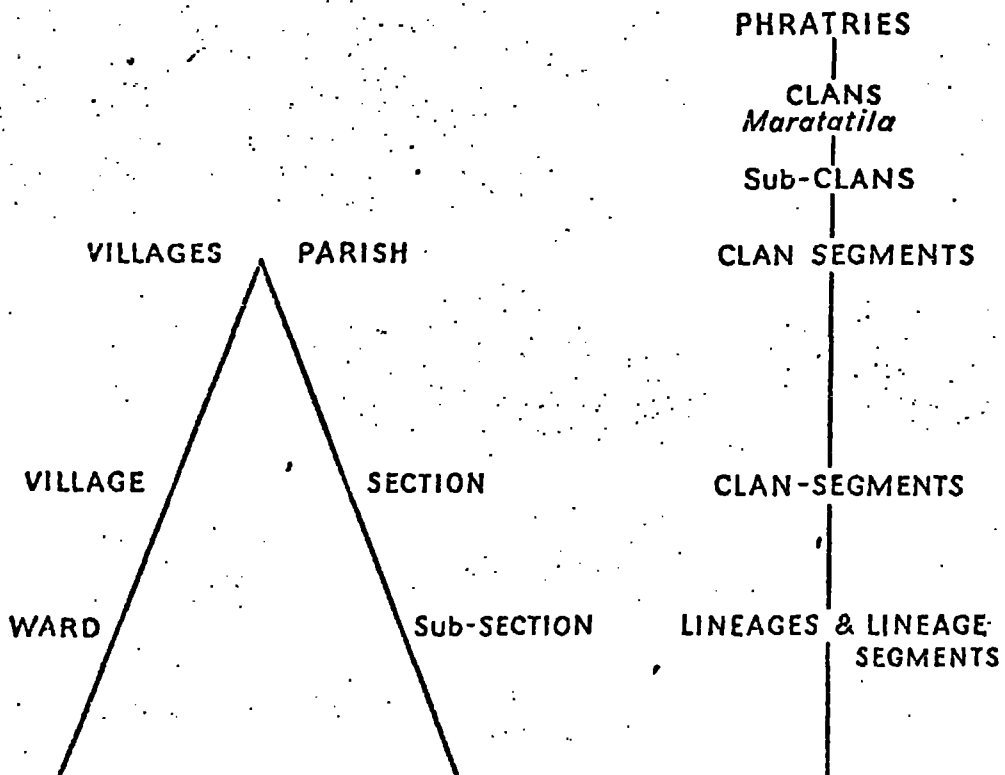 PHRATRIES
CLANS
Maratatila
Sub-CLANS
VILLAGES PARISH CLAN SEGMENTS
VILLAGE SECTION CLAN-SEGMENTS
WARD Sub-SECTION LINEAGES & LINEAGE-
SEGMENTS